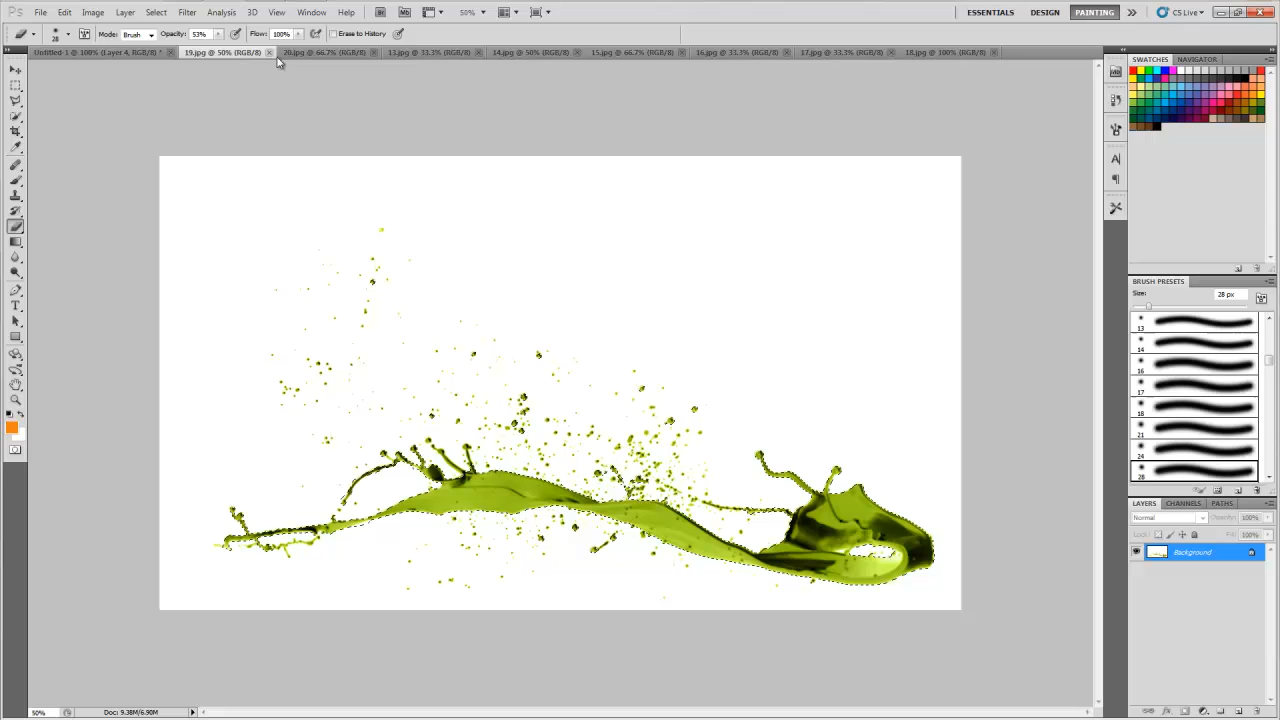 File Edit Image Layer Select Filter Analysis 3D View Window Help Br Mb 50% ESSENTIALS DESIGN PAINTING CS Live
28 Mode: Brush Opacity: 53% Flow: 100% Erase to History
Untitled-1 @ 100% (Layer 4, RGB/8) * 19.jpg @ 50% (RGB/8) 20.jpg @ 66.7% (RGB/8) 13.jpg @ 33.3% (RGB/8) 14.jpg @ 50% (RGB/8) 15.jpg @ 66.7% (RGB/8) 16.jpg @ 33.3% (RGB/8) 17.jpg @ 33.3% (RGB/8) 18.jpg @ 100% (RGB/8)
SWATCHES NAVIGATOR
BRUSH PRESETS
Size: 28 px
13
14
16
17
18
21
24
28
LAYERS CHANNELS PATHS
Normal Opacity: 100%
Lock: Fill: 100%
Background
50% Doc: 9.38M/6.90M